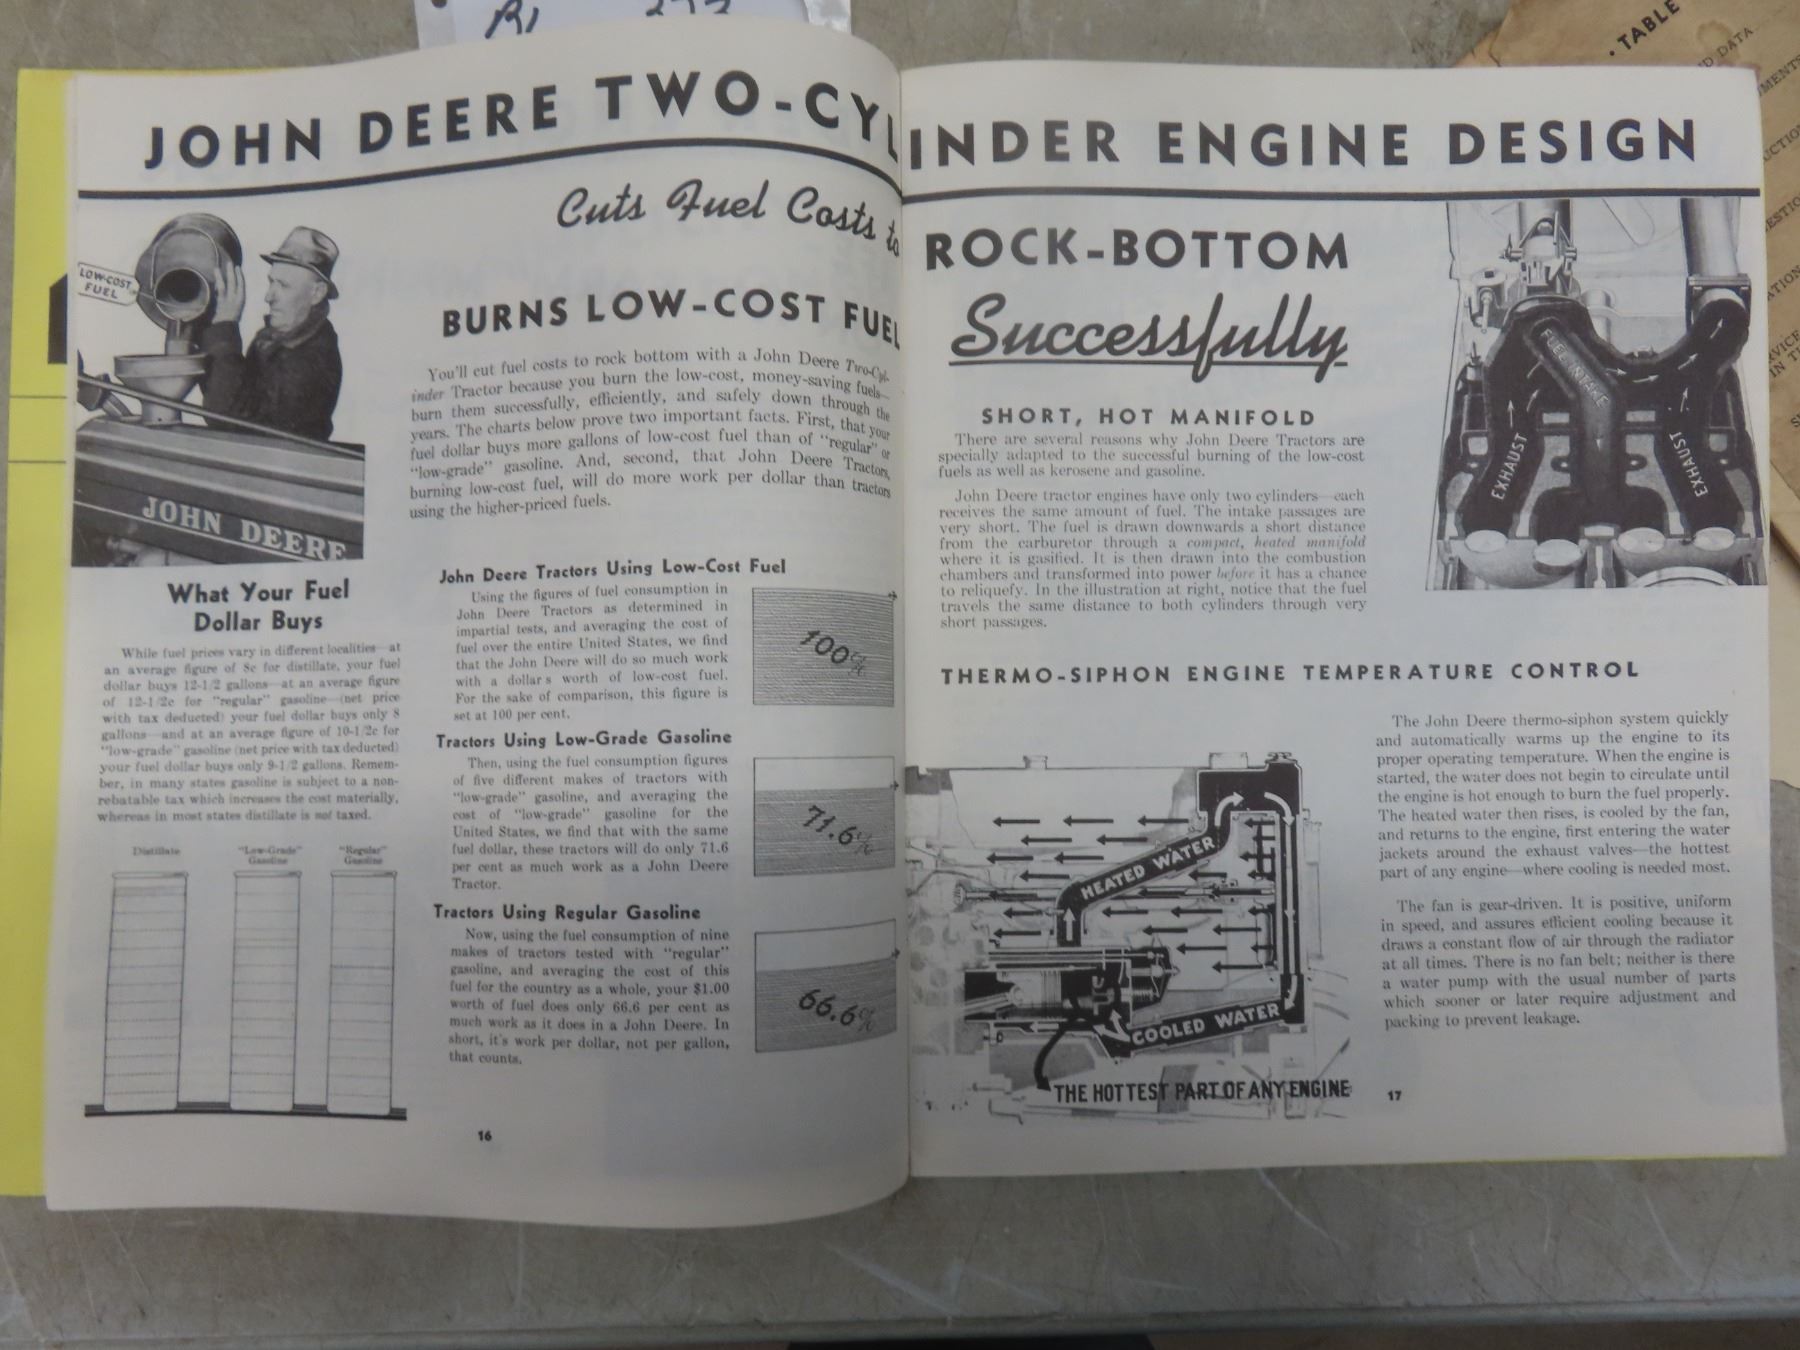 JOHN DEERE TWO-CYLINDER ENGINE DESIGN
Cuts Fuel Costs to ROCK-BOTTOM
BURNS LOW-COST FUEL Successfully
LOW-COST
FUEL
JOHN DEERE
You'll cut fuel costs to rock bottom with a John Deere Two-Cyl-
inder Tractor because you burn the low-cost, money-saving fuels—
burn them successfully, efficiently, and safely down through the
years. The charts below prove two important facts. First, that your
fuel dollar buys more gallons of low-cost fuel than of "regular" or
"low-grade" gasoline. And, second, that John Deere Tractors,
burning low-cost fuel, will do more work per dollar than tractors
using the higher-priced fuels.
What Your Fuel
Dollar Buys
While fuel prices vary in different localities—at
an average figure of 8c for distillate, your fuel
dollar buys 12-1/2 gallons—at an average figure
of 12-1/2c for "regular" gasoline—(net price
with tax deducted) your fuel dollar buys only 8
gallons—and at an average figure of 10-1/2c for
"low-grade" gasoline (net price with tax deducted)
your fuel dollar buys only 9-1/2 gallons. Remem-
ber, in many states gasoline is subject to a non-
rebatable tax which increases the cost materially,
whereas in most states distillate is not taxed.
Distillate
"Low-Grade"
Gasoline
"Regular"
Gasoline
John Deere Tractors Using Low-Cost Fuel
Using the figures of fuel consumption in
John Deere Tractors as determined in
impartial tests, and averaging the cost of
fuel over the entire United States, we find
that the John Deere will do so much work
with a dollar's worth of low-cost fuel.
For the sake of comparison, this figure is
set at 100 per cent.
100%
Tractors Using Low-Grade Gasoline
Then, using the fuel consumption figures
of five different makes of tractors with
"low-grade" gasoline, and averaging the
cost of "low-grade" gasoline for the
United States, we find that with the same
fuel dollar, these tractors will do only 71.6
per cent as much work as a John Deere
Tractor.
71.6%
Tractors Using Regular Gasoline
Now, using the fuel consumption of nine
makes of tractors tested with "regular"
gasoline, and averaging the cost of this
fuel for the country as a whole, your $1.00
worth of fuel does only 66.6 per cent as
much work as it does in a John Deere. In
short, it's work per dollar, not per gallon,
that counts.
66.6%
16
SHORT, HOT MANIFOLD
There are several reasons why John Deere Tractors are
specially adapted to the successful burning of the low-cost
fuels as well as kerosene and gasoline.
John Deere tractor engines have only two cylinders—each
receives the same amount of fuel. The intake passages are
very short. The fuel is drawn downwards a short distance
from the carburetor through a compact, heated manifold
where it is gasified. It is then drawn into the combustion
chambers and transformed into power before it has a chance
to reliquefy. In the illustration at right, notice that the fuel
travels the same distance to both cylinders through very
short passages.
FUEL INTAKE
EXHAUST
EXHAUST
THERMO-SIPHON ENGINE TEMPERATURE CONTROL
HEATED WATER
COOLED WATER
THE HOTTEST PART OF ANY ENGINE
The John Deere thermo-siphon system quickly
and automatically warms up the engine to its
proper operating temperature. When the engine is
started, the water does not begin to circulate until
the engine is hot enough to burn the fuel properly.
The heated water then rises, is cooled by the fan,
and returns to the engine, first entering the water
jackets around the exhaust valves—the hottest
part of any engine—where cooling is needed most.
The fan is gear-driven. It is positive, uniform
in speed, and assures efficient cooling because it
draws a constant flow of air through the radiator
at all times. There is no fan belt; neither is there
a water pump with the usual number of parts
which sooner or later require adjustment and
packing to prevent leakage.
17
TABLE
DATA